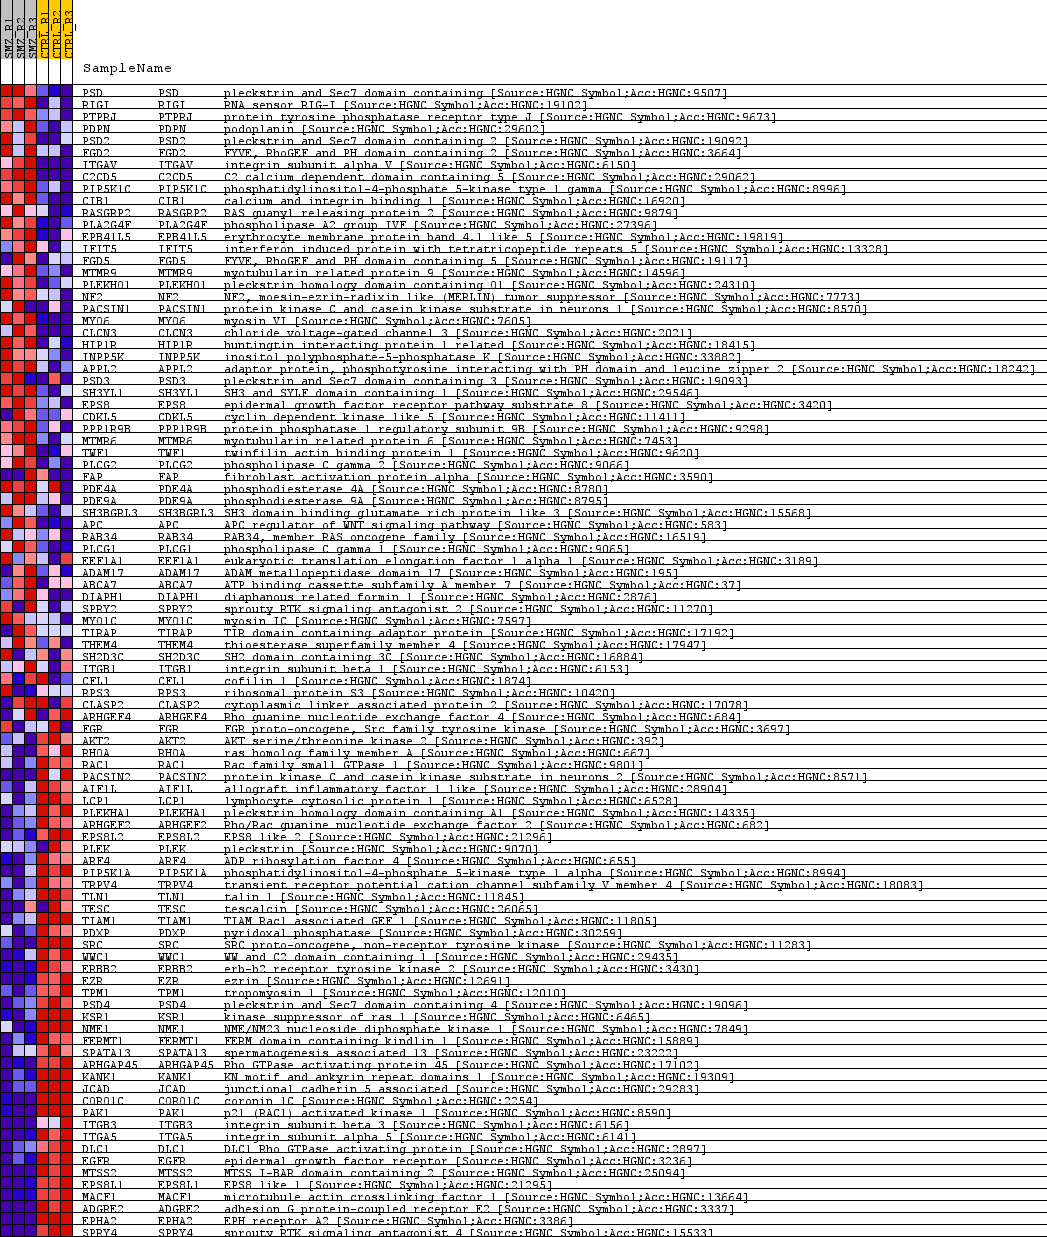 SMZ_R1
SMZ_R2
SMZ_R3
CTRL_R1
CTRL_R2
CTRL_R3
SampleName
PSD PSD pleckstrin and Sec7 domain containing [Source:HGNC Symbol;Acc:HGNC:9507]
RIGI RIGI RNA sensor RIG-I [Source:HGNC Symbol;Acc:HGNC:19102]
PTPRJ PTPRJ protein tyrosine phosphatase receptor type J [Source:HGNC Symbol;Acc:HGNC:9673]
PDPN PDPN podoplanin [Source:HGNC Symbol;Acc:HGNC:29602]
PSD2 PSD2 pleckstrin and Sec7 domain containing 2 [Source:HGNC Symbol;Acc:HGNC:19092]
FGD2 FGD2 FYVE, RhoGEF and PH domain containing 2 [Source:HGNC Symbol;Acc:HGNC:3664]
ITGAV ITGAV integrin subunit alpha V [Source:HGNC Symbol;Acc:HGNC:6150]
C2CD5 C2CD5 C2 calcium dependent domain containing 5 [Source:HGNC Symbol;Acc:HGNC:29062]
PIP5K1C PIP5K1C phosphatidylinositol-4-phosphate 5-kinase type 1 gamma [Source:HGNC Symbol;Acc:HGNC:8996]
CIB1 CIB1 calcium and integrin binding 1 [Source:HGNC Symbol;Acc:HGNC:16920]
RASGRP2 RASGRP2 RAS guanyl releasing protein 2 [Source:HGNC Symbol;Acc:HGNC:9879]
PLA2G4F PLA2G4F phospholipase A2 group IVF [Source:HGNC Symbol;Acc:HGNC:27396]
EPB41L5 EPB41L5 erythrocyte membrane protein band 4.1 like 5 [Source:HGNC Symbol;Acc:HGNC:19819]
IFIT5 IFIT5 interferon induced protein with tetratricopeptide repeats 5 [Source:HGNC Symbol;Acc:HGNC:13328]
FGD5 FGD5 FYVE, RhoGEF and PH domain containing 5 [Source:HGNC Symbol;Acc:HGNC:19117]
MTMR9 MTMR9 myotubularin related protein 9 [Source:HGNC Symbol;Acc:HGNC:14596]
PLEKHO1 PLEKHO1 pleckstrin homology domain containing O1 [Source:HGNC Symbol;Acc:HGNC:24310]
NF2 NF2 NF2, moesin-ezrin-radixin like (MERLIN) tumor suppressor [Source:HGNC Symbol;Acc:HGNC:7773]
PACSIN1 PACSIN1 protein kinase C and casein kinase substrate in neurons 1 [Source:HGNC Symbol;Acc:HGNC:8570]
MYO6 MYO6 myosin VI [Source:HGNC Symbol;Acc:HGNC:7605]
CLCN3 CLCN3 chloride voltage-gated channel 3 [Source:HGNC Symbol;Acc:HGNC:2021]
HIP1R HIP1R huntingtin interacting protein 1 related [Source:HGNC Symbol;Acc:HGNC:18415]
INPP5K INPP5K inositol polyphosphate-5-phosphatase K [Source:HGNC Symbol;Acc:HGNC:33882]
APPL2 APPL2 adaptor protein, phosphotyrosine interacting with PH domain and leucine zipper 2 [Source:HGNC Symbol;Acc:HGNC:18242]
PSD3 PSD3 pleckstrin and Sec7 domain containing 3 [Source:HGNC Symbol;Acc:HGNC:19093]
SH3YL1 SH3YL1 SH3 and SYLF domain containing 1 [Source:HGNC Symbol;Acc:HGNC:29546]
EPS8 EPS8 epidermal growth factor receptor pathway substrate 8 [Source:HGNC Symbol;Acc:HGNC:3420]
CDKL5 CDKL5 cyclin dependent kinase like 5 [Source:HGNC Symbol;Acc:HGNC:11411]
PPP1R9B PPP1R9B protein phosphatase 1 regulatory subunit 9B [Source:HGNC Symbol;Acc:HGNC:9298]
MTMR6 MTMR6 myotubularin related protein 6 [Source:HGNC Symbol;Acc:HGNC:7453]
TWF1 TWF1 twinfilin actin binding protein 1 [Source:HGNC Symbol;Acc:HGNC:9620]
PLCG2 PLCG2 phospholipase C gamma 2 [Source:HGNC Symbol;Acc:HGNC:9066]
FAP FAP fibroblast activation protein alpha [Source:HGNC Symbol;Acc:HGNC:3590]
PDE4A PDE4A phosphodiesterase 4A [Source:HGNC Symbol;Acc:HGNC:8780]
PDE9A PDE9A phosphodiesterase 9A [Source:HGNC Symbol;Acc:HGNC:8795]
SH3BGRL3 SH3BGRL3 SH3 domain binding glutamate rich protein like 3 [Source:HGNC Symbol;Acc:HGNC:15568]
APC APC APC regulator of WNT signaling pathway [Source:HGNC Symbol;Acc:HGNC:583]
RAB34 RAB34 RAB34, member RAS oncogene family [Source:HGNC Symbol;Acc:HGNC:16519]
PLCG1 PLCG1 phospholipase C gamma 1 [Source:HGNC Symbol;Acc:HGNC:9065]
EEF1A1 EEF1A1 eukaryotic translation elongation factor 1 alpha 1 [Source:HGNC Symbol;Acc:HGNC:3189]
ADAM17 ADAM17 ADAM metallopeptidase domain 17 [Source:HGNC Symbol;Acc:HGNC:195]
ABCA7 ABCA7 ATP binding cassette subfamily A member 7 [Source:HGNC Symbol;Acc:HGNC:37]
DIAPH1 DIAPH1 diaphanous related formin 1 [Source:HGNC Symbol;Acc:HGNC:2876]
SPRY2 SPRY2 sprouty RTK signaling antagonist 2 [Source:HGNC Symbol;Acc:HGNC:11270]
MYO1C MYO1C myosin IC [Source:HGNC Symbol;Acc:HGNC:7597]
TIRAP TIRAP TIR domain containing adaptor protein [Source:HGNC Symbol;Acc:HGNC:17192]
THEM4 THEM4 thioesterase superfamily member 4 [Source:HGNC Symbol;Acc:HGNC:17947]
SH2D3C SH2D3C SH2 domain containing 3C [Source:HGNC Symbol;Acc:HGNC:16884]
ITGB1 ITGB1 integrin subunit beta 1 [Source:HGNC Symbol;Acc:HGNC:6153]
CFL1 CFL1 cofilin 1 [Source:HGNC Symbol;Acc:HGNC:1874]
RPS3 RPS3 ribosomal protein S3 [Source:HGNC Symbol;Acc:HGNC:10420]
CLASP2 CLASP2 cytoplasmic linker associated protein 2 [Source:HGNC Symbol;Acc:HGNC:17078]
ARHGEF4 ARHGEF4 Rho guanine nucleotide exchange factor 4 [Source:HGNC Symbol;Acc:HGNC:684]
FGR FGR FGR proto-oncogene, Src family tyrosine kinase [Source:HGNC Symbol;Acc:HGNC:3697]
AKT2 AKT2 AKT serine/threonine kinase 2 [Source:HGNC Symbol;Acc:HGNC:392]
RHOA RHOA ras homolog family member A [Source:HGNC Symbol;Acc:HGNC:667]
RAC1 RAC1 Rac family small GTPase 1 [Source:HGNC Symbol;Acc:HGNC:9801]
PACSIN2 PACSIN2 protein kinase C and casein kinase substrate in neurons 2 [Source:HGNC Symbol;Acc:HGNC:8571]
AIF1L AIF1L allograft inflammatory factor 1 like [Source:HGNC Symbol;Acc:HGNC:28904]
LCP1 LCP1 lymphocyte cytosolic protein 1 [Source:HGNC Symbol;Acc:HGNC:6528]
PLEKHA1 PLEKHA1 pleckstrin homology domain containing A1 [Source:HGNC Symbol;Acc:HGNC:14335]
ARHGEF2 ARHGEF2 Rho/Rac guanine nucleotide exchange factor 2 [Source:HGNC Symbol;Acc:HGNC:682]
EPS8L2 EPS8L2 EPS8 like 2 [Source:HGNC Symbol;Acc:HGNC:21296]
PLEK PLEK pleckstrin [Source:HGNC Symbol;Acc:HGNC:9070]
ARF4 ARF4 ADP ribosylation factor 4 [Source:HGNC Symbol;Acc:HGNC:655]
PIP5K1A PIP5K1A phosphatidylinositol-4-phosphate 5-kinase type 1 alpha [Source:HGNC Symbol;Acc:HGNC:8994]
TRPV4 TRPV4 transient receptor potential cation channel subfamily V member 4 [Source:HGNC Symbol;Acc:HGNC:18083]
TLN1 TLN1 talin 1 [Source:HGNC Symbol;Acc:HGNC:11845]
TESC TESC tescalcin [Source:HGNC Symbol;Acc:HGNC:26065]
TIAM1 TIAM1 TIAM Rac1 associated GEF 1 [Source:HGNC Symbol;Acc:HGNC:11805]
PDXP PDXP pyridoxal phosphatase [Source:HGNC Symbol;Acc:HGNC:30259]
SRC SRC SRC proto-oncogene, non-receptor tyrosine kinase [Source:HGNC Symbol;Acc:HGNC:11283]
WWC1 WWC1 WW and C2 domain containing 1 [Source:HGNC Symbol;Acc:HGNC:29435]
ERBB2 ERBB2 erb-b2 receptor tyrosine kinase 2 [Source:HGNC Symbol;Acc:HGNC:3430]
EZR EZR ezrin [Source:HGNC Symbol;Acc:HGNC:12691]
TPM1 TPM1 tropomyosin 1 [Source:HGNC Symbol;Acc:HGNC:12010]
PSD4 PSD4 pleckstrin and Sec7 domain containing 4 [Source:HGNC Symbol;Acc:HGNC:19096]
KSR1 KSR1 kinase suppressor of ras 1 [Source:HGNC Symbol;Acc:HGNC:6465]
NME1 NME1 NME/NM23 nucleoside diphosphate kinase 1 [Source:HGNC Symbol;Acc:HGNC:7849]
FERMT1 FERMT1 FERM domain containing kindlin 1 [Source:HGNC Symbol;Acc:HGNC:15889]
SPATA13 SPATA13 spermatogenesis associated 13 [Source:HGNC Symbol;Acc:HGNC:23222]
ARHGAP45 ARHGAP45 Rho GTPase activating protein 45 [Source:HGNC Symbol;Acc:HGNC:17102]
KANK1 KANK1 KN motif and ankyrin repeat domains 1 [Source:HGNC Symbol;Acc:HGNC:19309]
JCAD JCAD junctional cadherin 5 associated [Source:HGNC Symbol;Acc:HGNC:29283]
CORO1C CORO1C coronin 1C [Source:HGNC Symbol;Acc:HGNC:2254]
PAK1 PAK1 p21 (RAC1) activated kinase 1 [Source:HGNC Symbol;Acc:HGNC:8590]
ITGB3 ITGB3 integrin subunit beta 3 [Source:HGNC Symbol;Acc:HGNC:6156]
ITGA5 ITGA5 integrin subunit alpha 5 [Source:HGNC Symbol;Acc:HGNC:6141]
DLC1 DLC1 DLC1 Rho GTPase activating protein [Source:HGNC Symbol;Acc:HGNC:2897]
EGFR EGFR epidermal growth factor receptor [Source:HGNC Symbol;Acc:HGNC:3236]
MTSS2 MTSS2 MTSS I-BAR domain containing 2 [Source:HGNC Symbol;Acc:HGNC:25094]
EPS8L1 EPS8L1 EPS8 like 1 [Source:HGNC Symbol;Acc:HGNC:21295]
MACF1 MACF1 microtubule actin crosslinking factor 1 [Source:HGNC Symbol;Acc:HGNC:13664]
ADGRE2 ADGRE2 adhesion G protein-coupled receptor E2 [Source:HGNC Symbol;Acc:HGNC:3337]
EPHA2 EPHA2 EPH receptor A2 [Source:HGNC Symbol;Acc:HGNC:3386]
SPRY4 SPRY4 sprouty RTK signaling antagonist 4 [Source:HGNC Symbol;Acc:HGNC:15533]